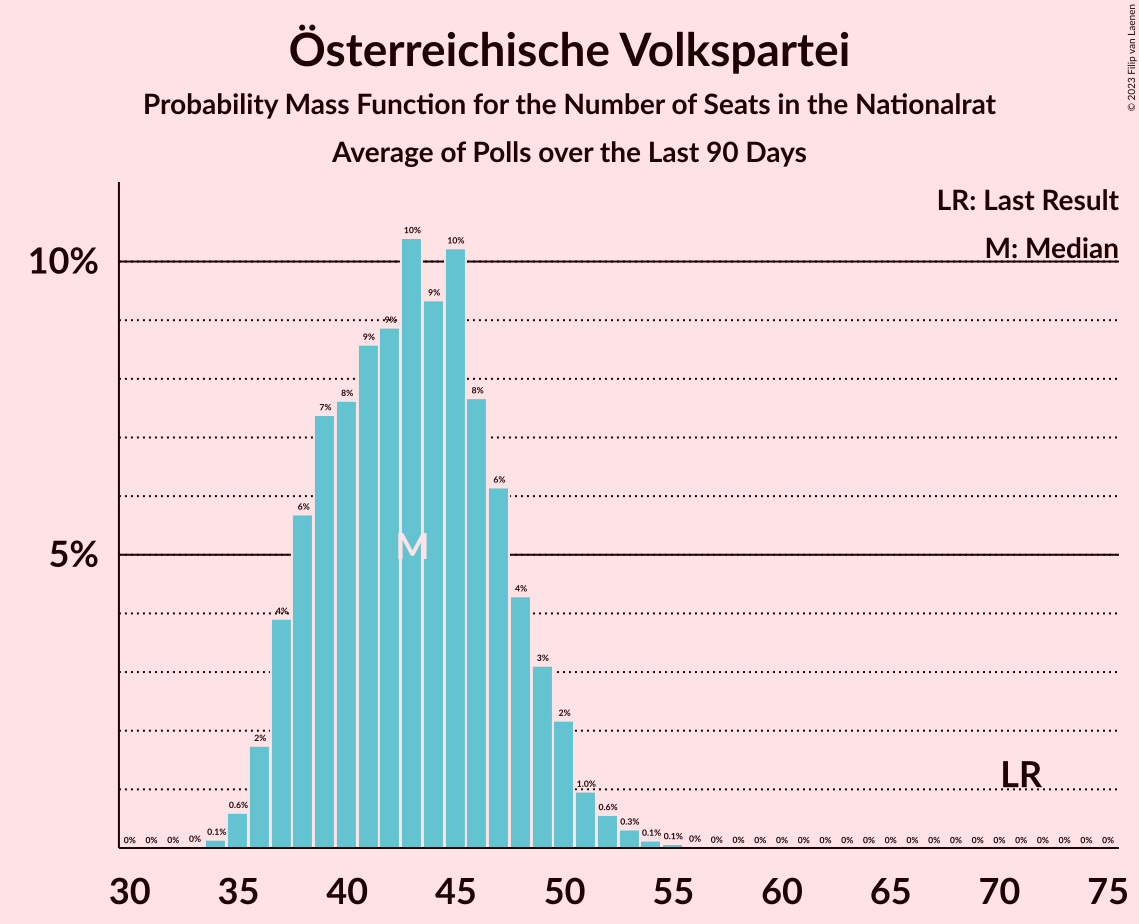 Österreichische Volkspartei
Probability Mass Function for the Number of Seats in the Nationalrat
Average of Polls over the Last 90 Days
© 2023 Filip van Laenen
LR: Last Result
M: Median
10%
5%
0% 0% 0% 0% 0.1% 0.6% 2% 4% 6% 7% 8% 9% 9% 10% 9% 10% 8% 6% 4% 3% 2% 1.0% 0.6% 0.3% 0.1% 0.1% 0% 0% 0% 0% 0% 0% 0% 0% 0% 0% 0% 0% 0% 0% 0% 0% 0% 0% 0% 0%
M
LR
30 35 40 45 50 55 60 65 70 75